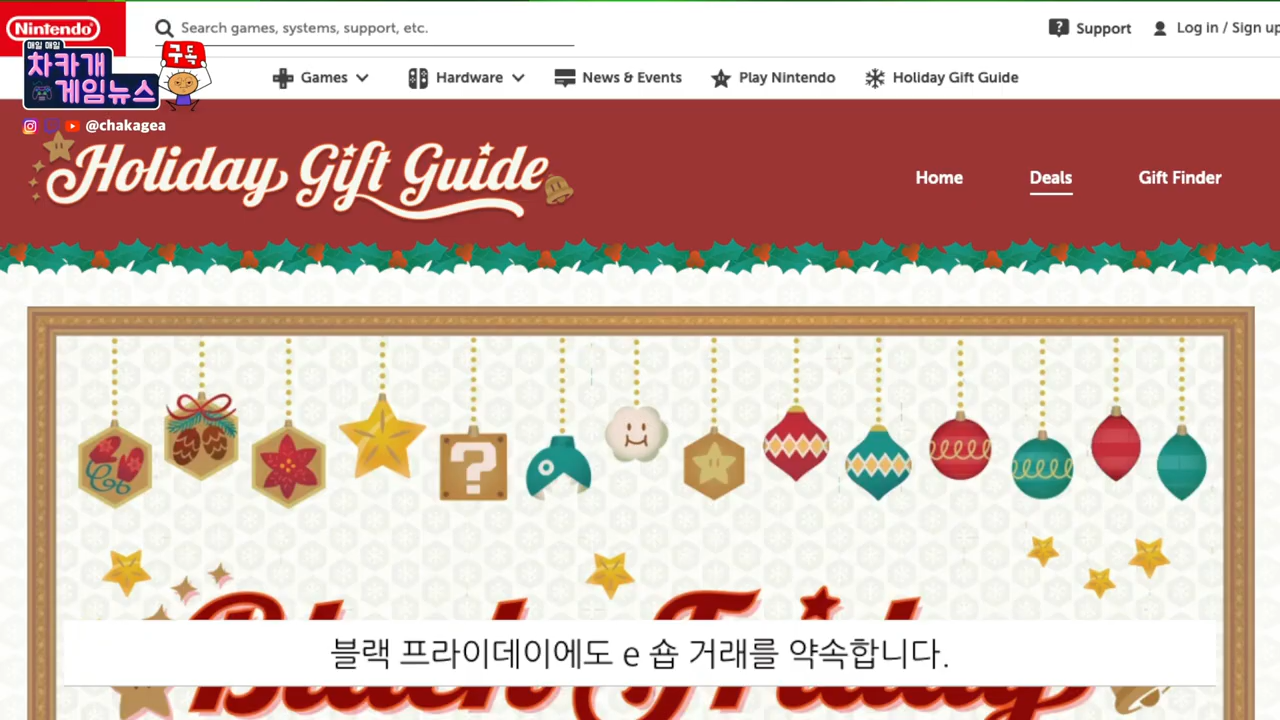 Nintendo
Search games, systems, support, etc.
Support
Log in / Sign up
매일 매일
차카개
게임뉴스
구독
Games
Hardware
News & Events
Play Nintendo
Holiday Gift Guide
@chakagea
Holiday Gift Guide
Home
Deals
Gift Finder
Black Friday
블랙 프라이데이에도 e 숍 거래를 약속합니다.